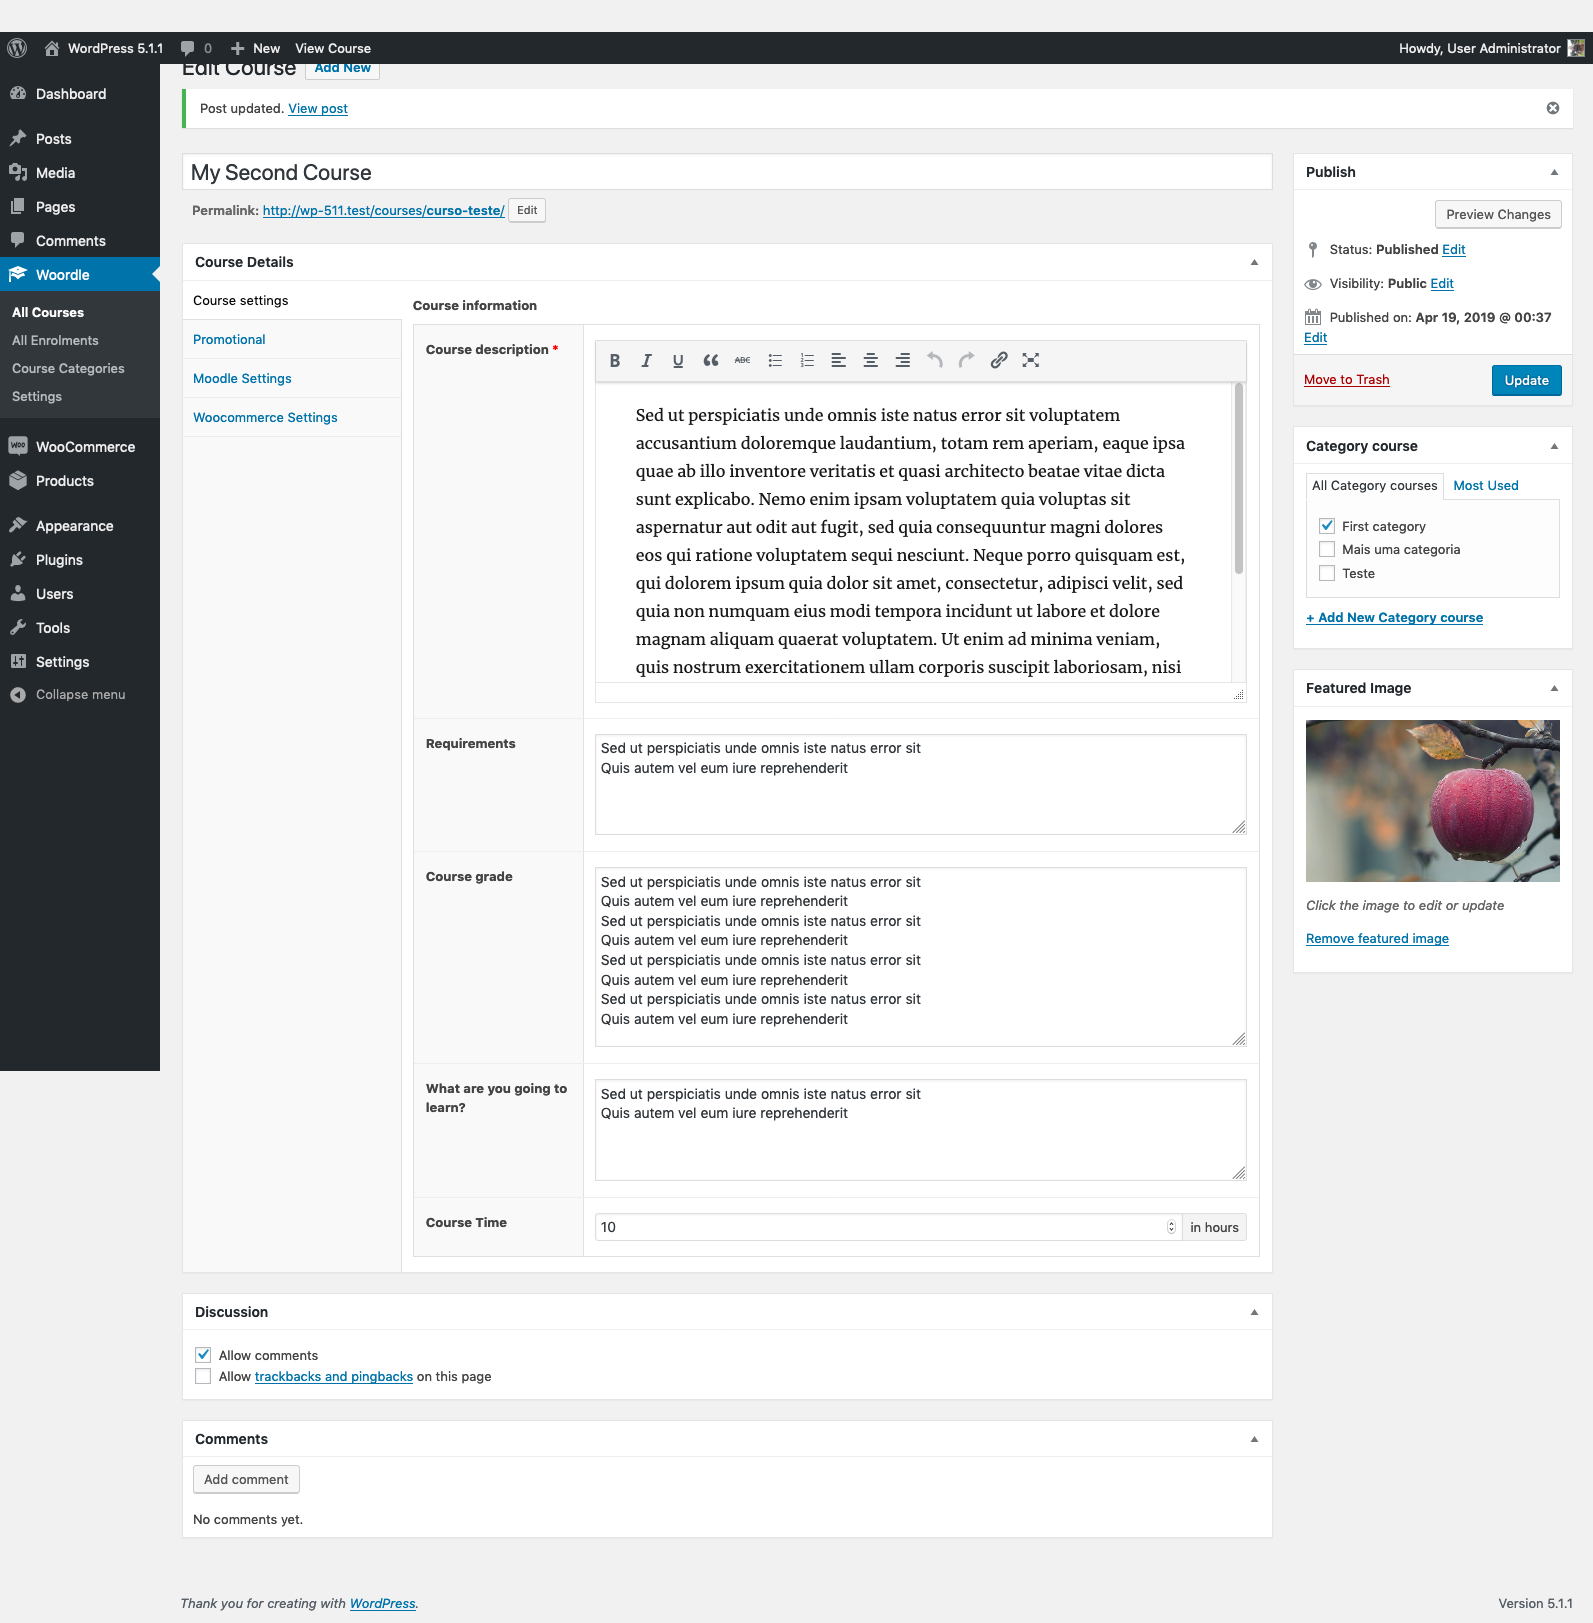 WordPress 5.1.1
0
New
View Course
Howdy, User Administrator
Dashboard
Posts
Media
Pages
Comments
Woordle
All Courses
All Enrolments
Course Categories
Settings
WooCommerce
Products
Appearance
Plugins
Users
Tools
Settings
Collapse menu
Edit Course
Add New
Post updated. View post
My Second Course
Permalink: http://wp-511.test/courses/curso-teste/ Edit
Course Details
Course settings
Promotional
Moodle Settings
Woocommerce Settings
Course information
Course description *
B I U ABC
Sed ut perspiciatis unde omnis iste natus error sit voluptatem
accusantium doloremque laudantium, totam rem aperiam, eaque ipsa
quae ab illo inventore veritatis et quasi architecto beatae vitae dicta
sunt explicabo. Nemo enim ipsam voluptatem quia voluptas sit
aspernatur aut odit aut fugit, sed quia consequuntur magni dolores
eos qui ratione voluptatem sequi nesciunt. Neque porro quisquam est,
qui dolorem ipsum quia dolor sit amet, consectetur, adipisci velit, sed
quia non numquam eius modi tempora incidunt ut labore et dolore
magnam aliquam quaerat voluptatem. Ut enim ad minima veniam,
quis nostrum exercitationem ullam corporis suscipit laboriosam, nisi
Requirements
Sed ut perspiciatis unde omnis iste natus error sit
Quis autem vel eum iure reprehenderit
Course grade
Sed ut perspiciatis unde omnis iste natus error sit
Quis autem vel eum iure reprehenderit
Sed ut perspiciatis unde omnis iste natus error sit
Quis autem vel eum iure reprehenderit
Sed ut perspiciatis unde omnis iste natus error sit
Quis autem vel eum iure reprehenderit
Sed ut perspiciatis unde omnis iste natus error sit
Quis autem vel eum iure reprehenderit
What are you going to
learn?
Sed ut perspiciatis unde omnis iste natus error sit
Quis autem vel eum iure reprehenderit
Course Time
10
in hours
Discussion
Allow comments
Allow trackbacks and pingbacks on this page
Comments
Add comment
No comments yet.
Publish
Preview Changes
Status: Published Edit
Visibility: Public Edit
Published on: Apr 19, 2019 @ 00:37
Edit
Move to Trash
Update
Category course
All Category courses
Most Used
First category
Mais uma categoria
Teste
+ Add New Category course
Featured Image
Click the image to edit or update
Remove featured image
Thank you for creating with WordPress.
Version 5.1.1